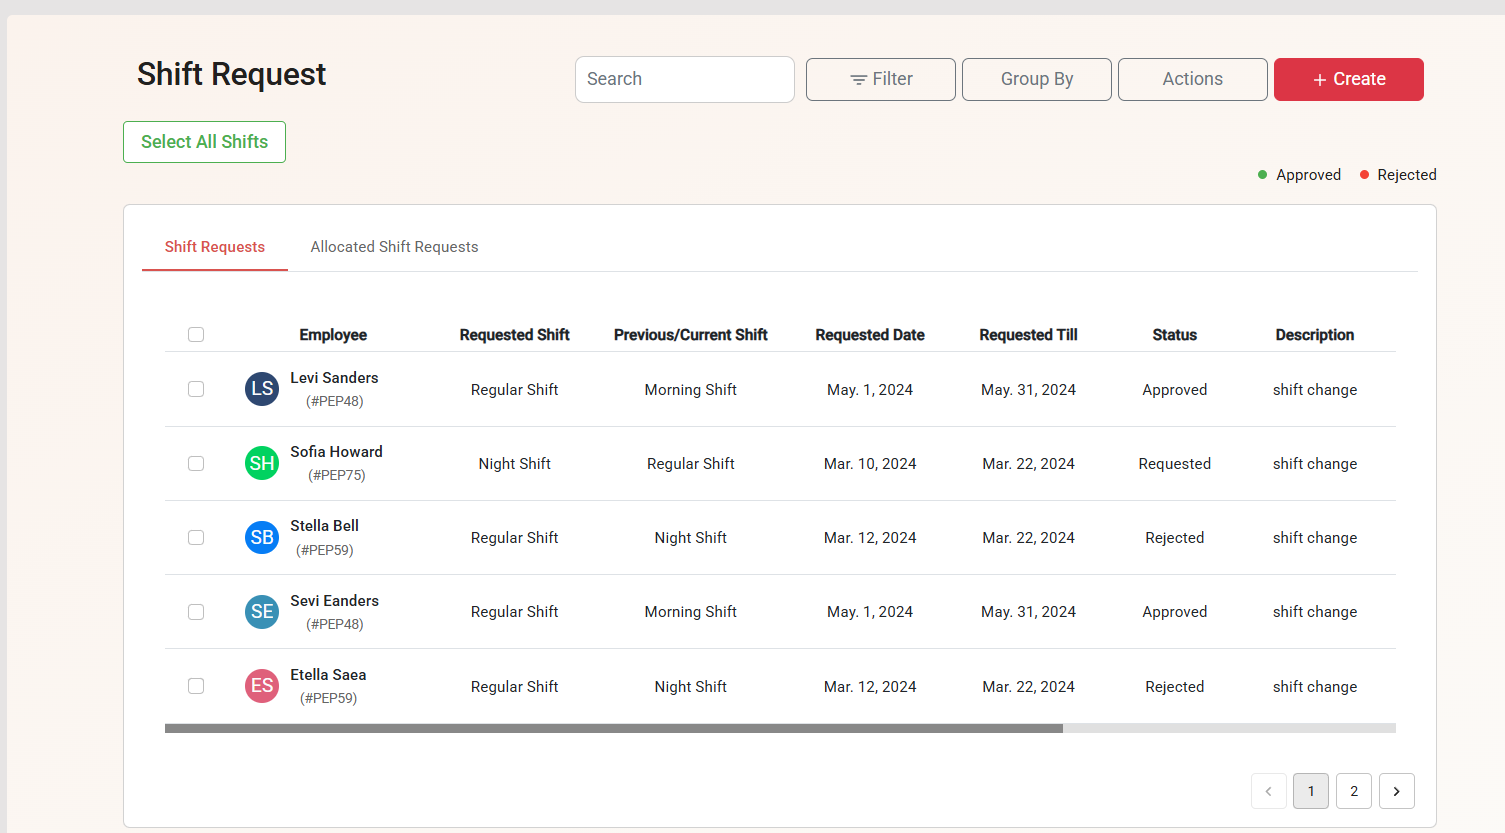 Shift Request
Search
Filter
Group By
Actions
+ Create
Select All Shifts
Approved
Rejected
Shift Requests
Allocated Shift Requests
Employee Requested Shift Previous/Current Shift Requested Date Requested Till Status Description
LS Levi Sanders (#PEP48) Regular Shift Morning Shift May. 1, 2024 May. 31, 2024 Approved shift change
SH Sofia Howard (#PEP75) Night Shift Regular Shift Mar. 10, 2024 Mar. 22, 2024 Requested shift change
SB Stella Bell (#PEP59) Regular Shift Night Shift Mar. 12, 2024 Mar. 22, 2024 Rejected shift change
SE Sevi Eanders (#PEP48) Regular Shift Morning Shift May. 1, 2024 May. 31, 2024 Approved shift change
ES Etella Saea (#PEP59) Regular Shift Night Shift Mar. 12, 2024 Mar. 22, 2024 Rejected shift change
1 2